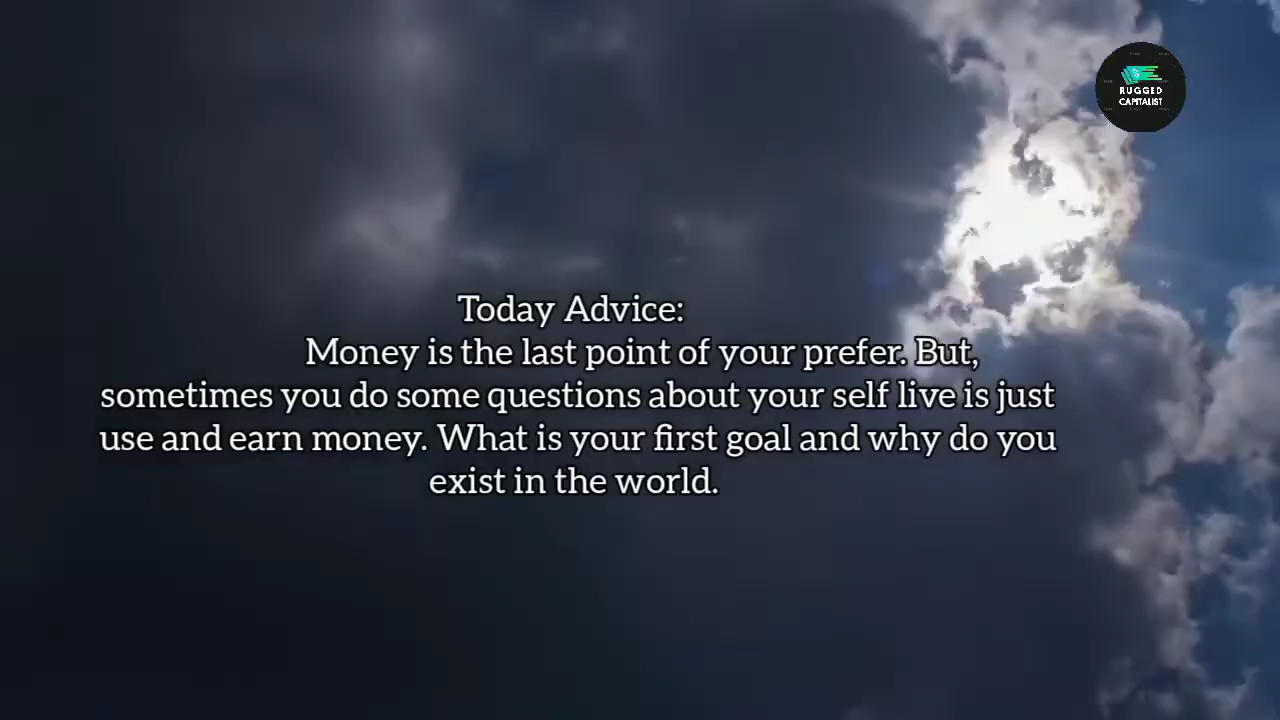 RUGGED
CAPITALIST
Today Advice:
Money is the last point of your prefer. But,
sometimes you do some questions about your self live is just
use and earn money. What is your first goal and why do you
exist in the world.